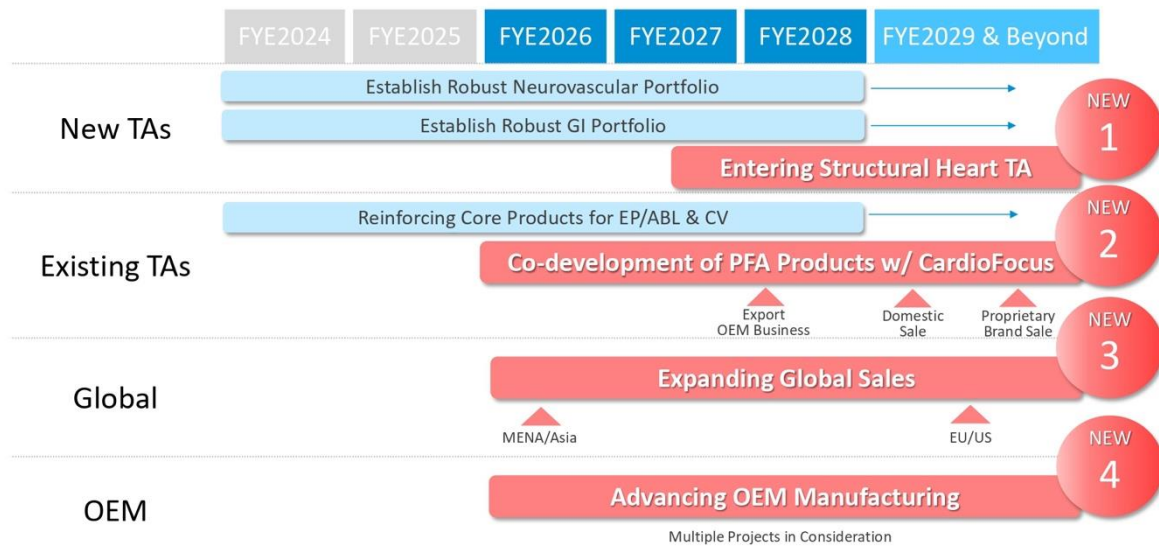 FYE2024 FYE2025 FYE2026 FYE2027 FYE2028 FYE2029 & Beyond
New TAs
Establish Robust Neurovascular Portfolio
Establish Robust GI Portfolio
Entering Structural Heart TA
NEW
1
Existing TAs
Reinforcing Core Products for EP/ABL & CV
Co-development of PFA Products w/ CardioFocus
NEW
2
Export
OEM Business
Domestic
Sale
Proprietary
Brand Sale
Global
Expanding Global Sales
NEW
3
MENA/Asia
EU/US
OEM
Advancing OEM Manufacturing
NEW
4
Multiple Projects in Consideration